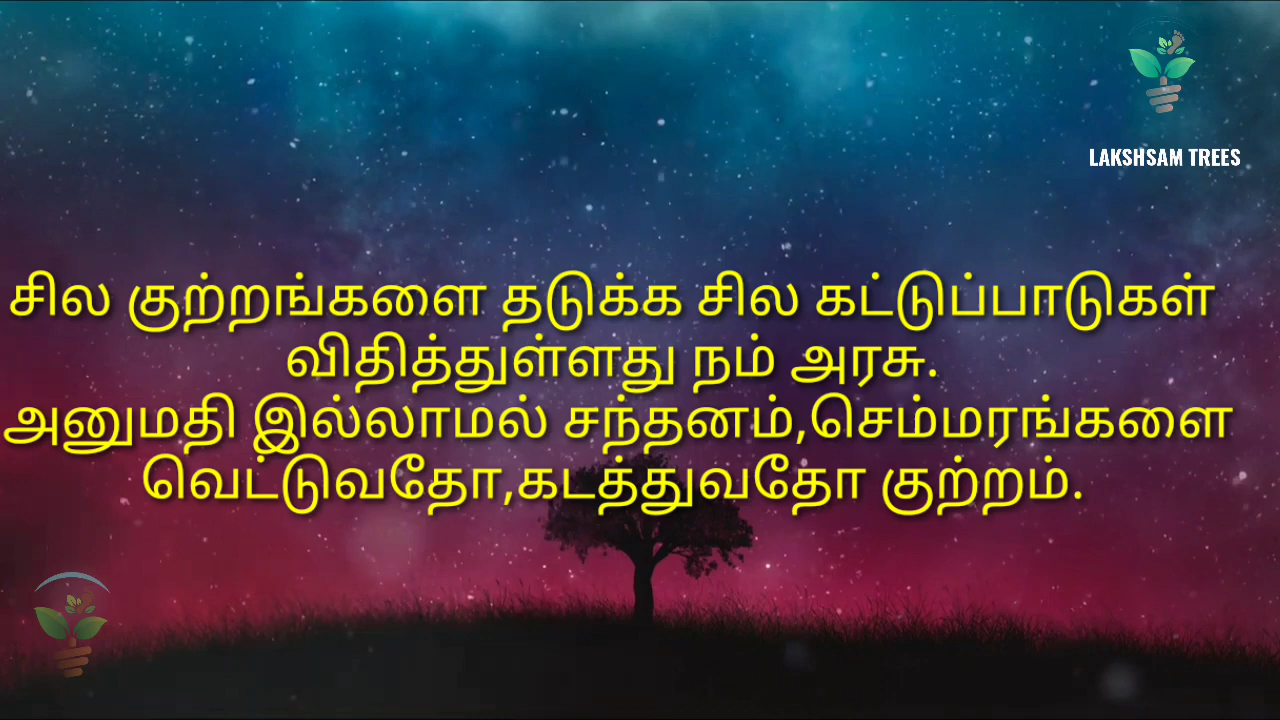 LAKSHSAM TREES
சில குற்றங்களை தடுக்க சில கட்டுப்பாடுகள்
விதித்துள்ளது நம் அரசு.
அனுமதி இல்லாமல் சந்தனம்,செம்மரங்களை
வெட்டுவதோ,கடத்துவதோ குற்றம்.